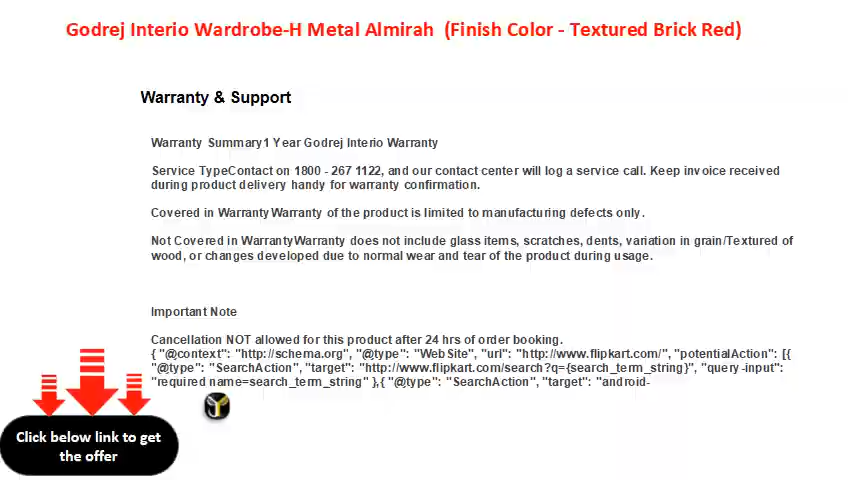 Godrej Interio Wardrobe-H Metal Almirah (Finish Color - Textured Brick Red)
Warranty & Support
Warranty Summary1 Year Godrej Interio Warranty
Service TypeContact on 1800 - 267 1122, and our contact center will log a service call. Keep invoice received
during product delivery handy for warranty confirmation.
Covered in WarrantyWarranty of the product is limited to manufacturing defects only.
Not Covered in WarrantyWarranty does not include glass items, scratches, dents, variation in grain/Textured of
wood, or changes developed due to normal wear and tear of the product during usage.
Important Note
Cancellation NOT allowed for this product after 24 hrs of order booking.
{ "@context": "http://schema.org", "@type": "WebSite", "url": "http://www.flipkart.com/", "potentialAction": [{
"@type": "SearchAction", "target": "http://www.flipkart.com/search?q={search_term_string}", "query-input":
"required name=search_term_string" },{ "@type": "SearchAction", "target": "android-
Click below link to get
the offer